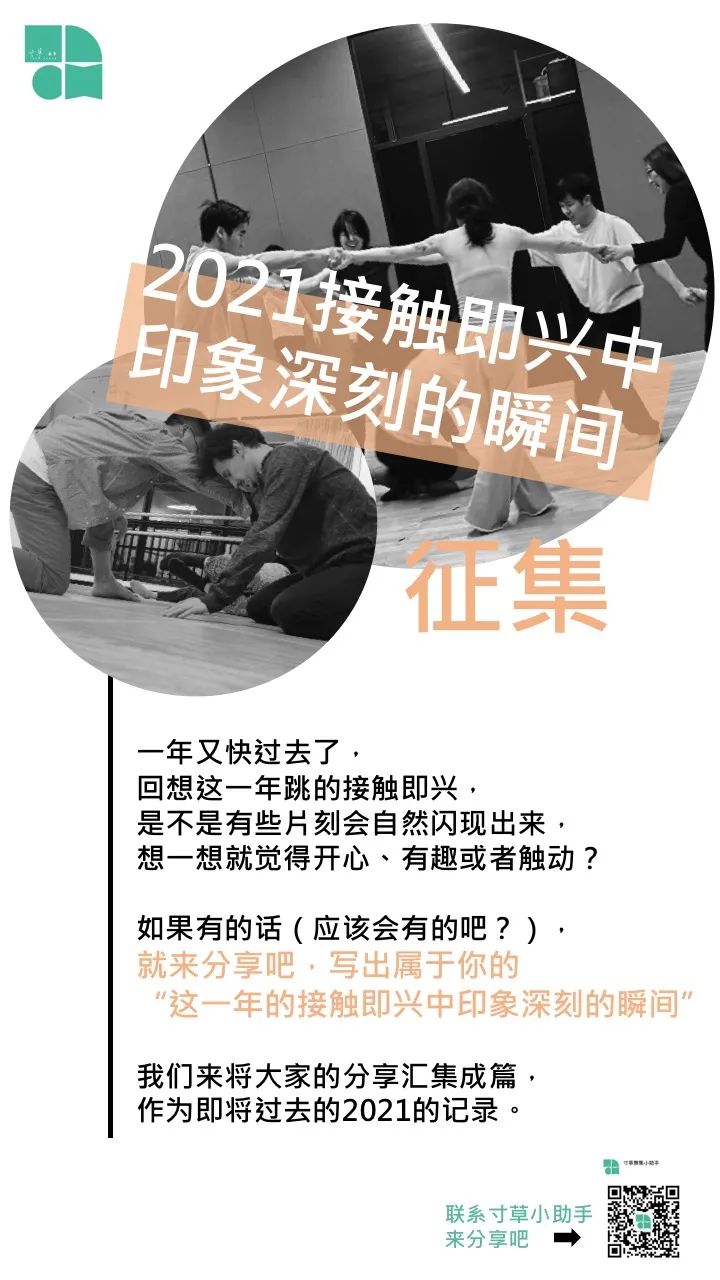 2021接触即兴中
印象深刻的瞬间
征集
一年又快过去了，
回想这一年跳的接触即兴，
是不是有些片刻会自然闪现出来，
想一想就觉得开心、有趣或者触动？
如果有的话（应该会有的吧？），
就来分享吧，写出属于你的
“这一年的接触即兴中印象深刻的瞬间”
我们来将大家的分享汇集成篇，
作为即将过去的2021的记录。
寸草舞集小助手
联系寸草小助手
来分享吧